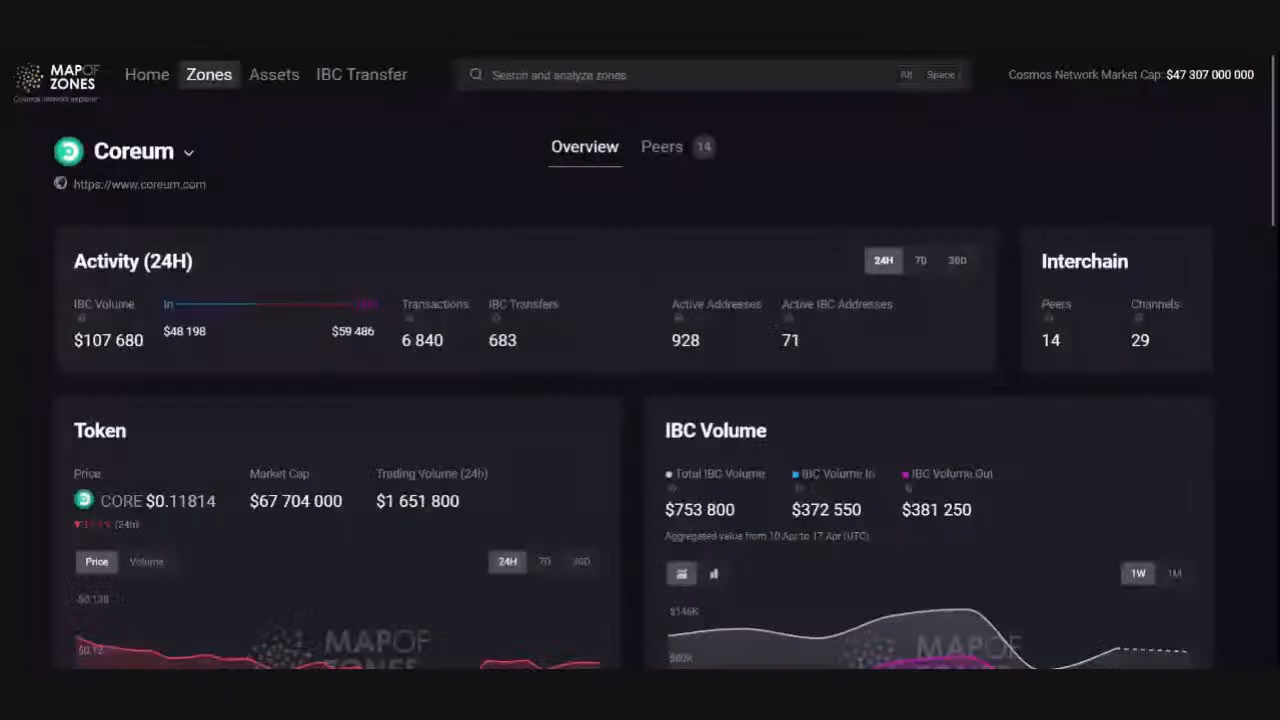 MAPOF
ZONES
Cosmos network explorer
Home Zones Assets IBC Transfer
Search and analyze zones
Alt Space
Cosmos Network Market Cap: $47 307 000 000
Coreum
https://www.coreum.com
Overview Peers 14
Activity (24H)
24H 7D 30D
IBC Volume In Transactions IBC Transfers Active Addresses Active IBC Addresses
$107 680 $48 198 $59 486 6 840 683 928 71
Interchain
Peers Channels
14 29
Token
Price Market Cap Trading Volume (24h)
CORE $0.11814 $67 704 000 $1 651 800
(24h)
Price Volume
24H 7D 30D
$0.12
MAPOF
ZONES
IBC Volume
Total IBC Volume IBC Volume In IBC Volume Out
$753 800 $372 550 $381 250
Aggregated value from 10 Apr to 17 Apr (UTC)
1W 1M
$146K
MAPOF